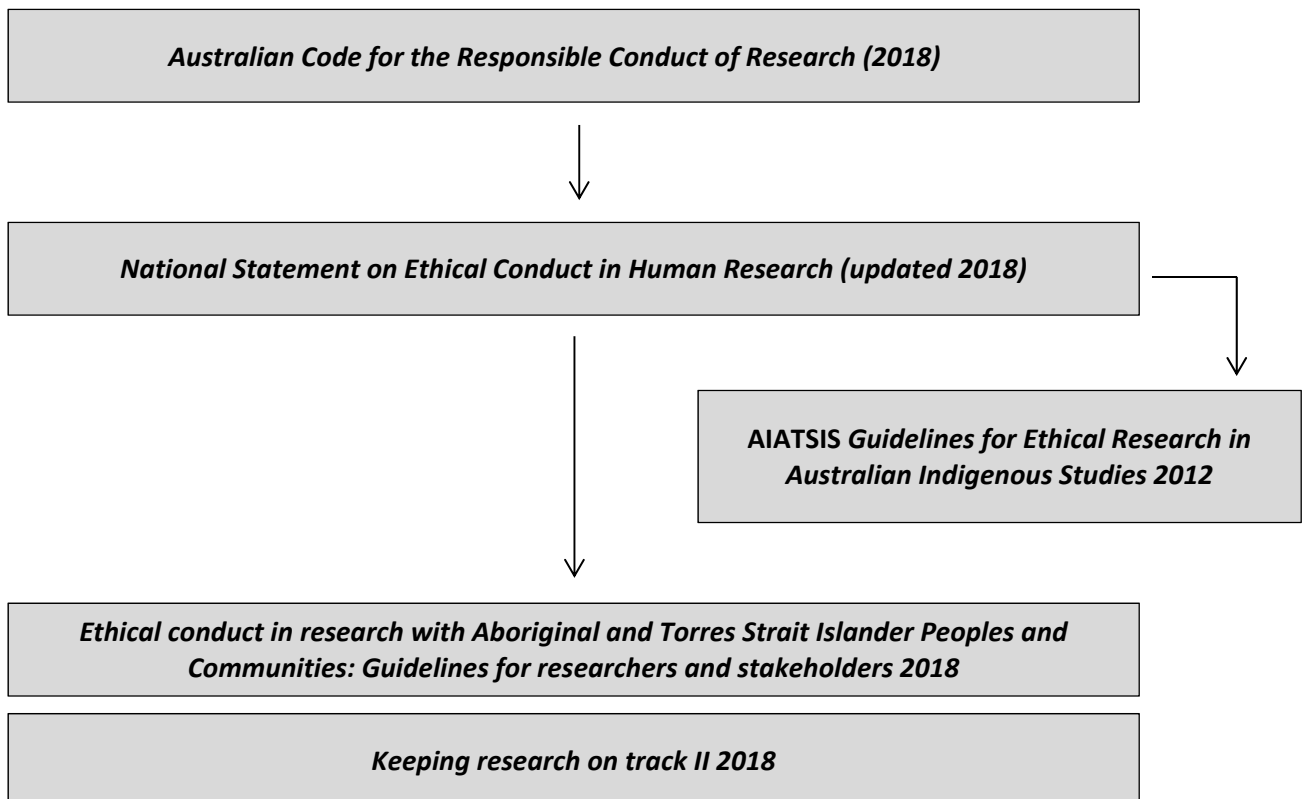 Australian Code for the Responsible Conduct of Research (2018)
National Statement on Ethical Conduct in Human Research (updated 2018)
AIATSIS Guidelines for Ethical Research in
Australian Indigenous Studies 2012
Ethical conduct in research with Aboriginal and Torres Strait Islander Peoples and
Communities: Guidelines for researchers and stakeholders 2018
Keeping research on track II 2018